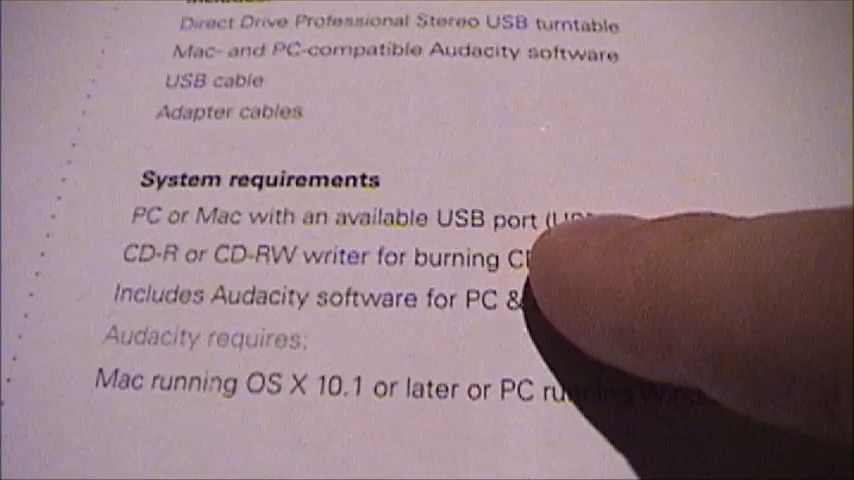 Includes:
Direct Drive Professional Stereo USB turntable
Mac- and PC-compatible Audacity software
USB cable
Adapter cables
System requirements
PC or Mac with an available USB port
CD-R or CD-RW writer for burning
Includes Audacity software for PC &
Audacity requires:
Mac running OS X 10.1 or later or PC running